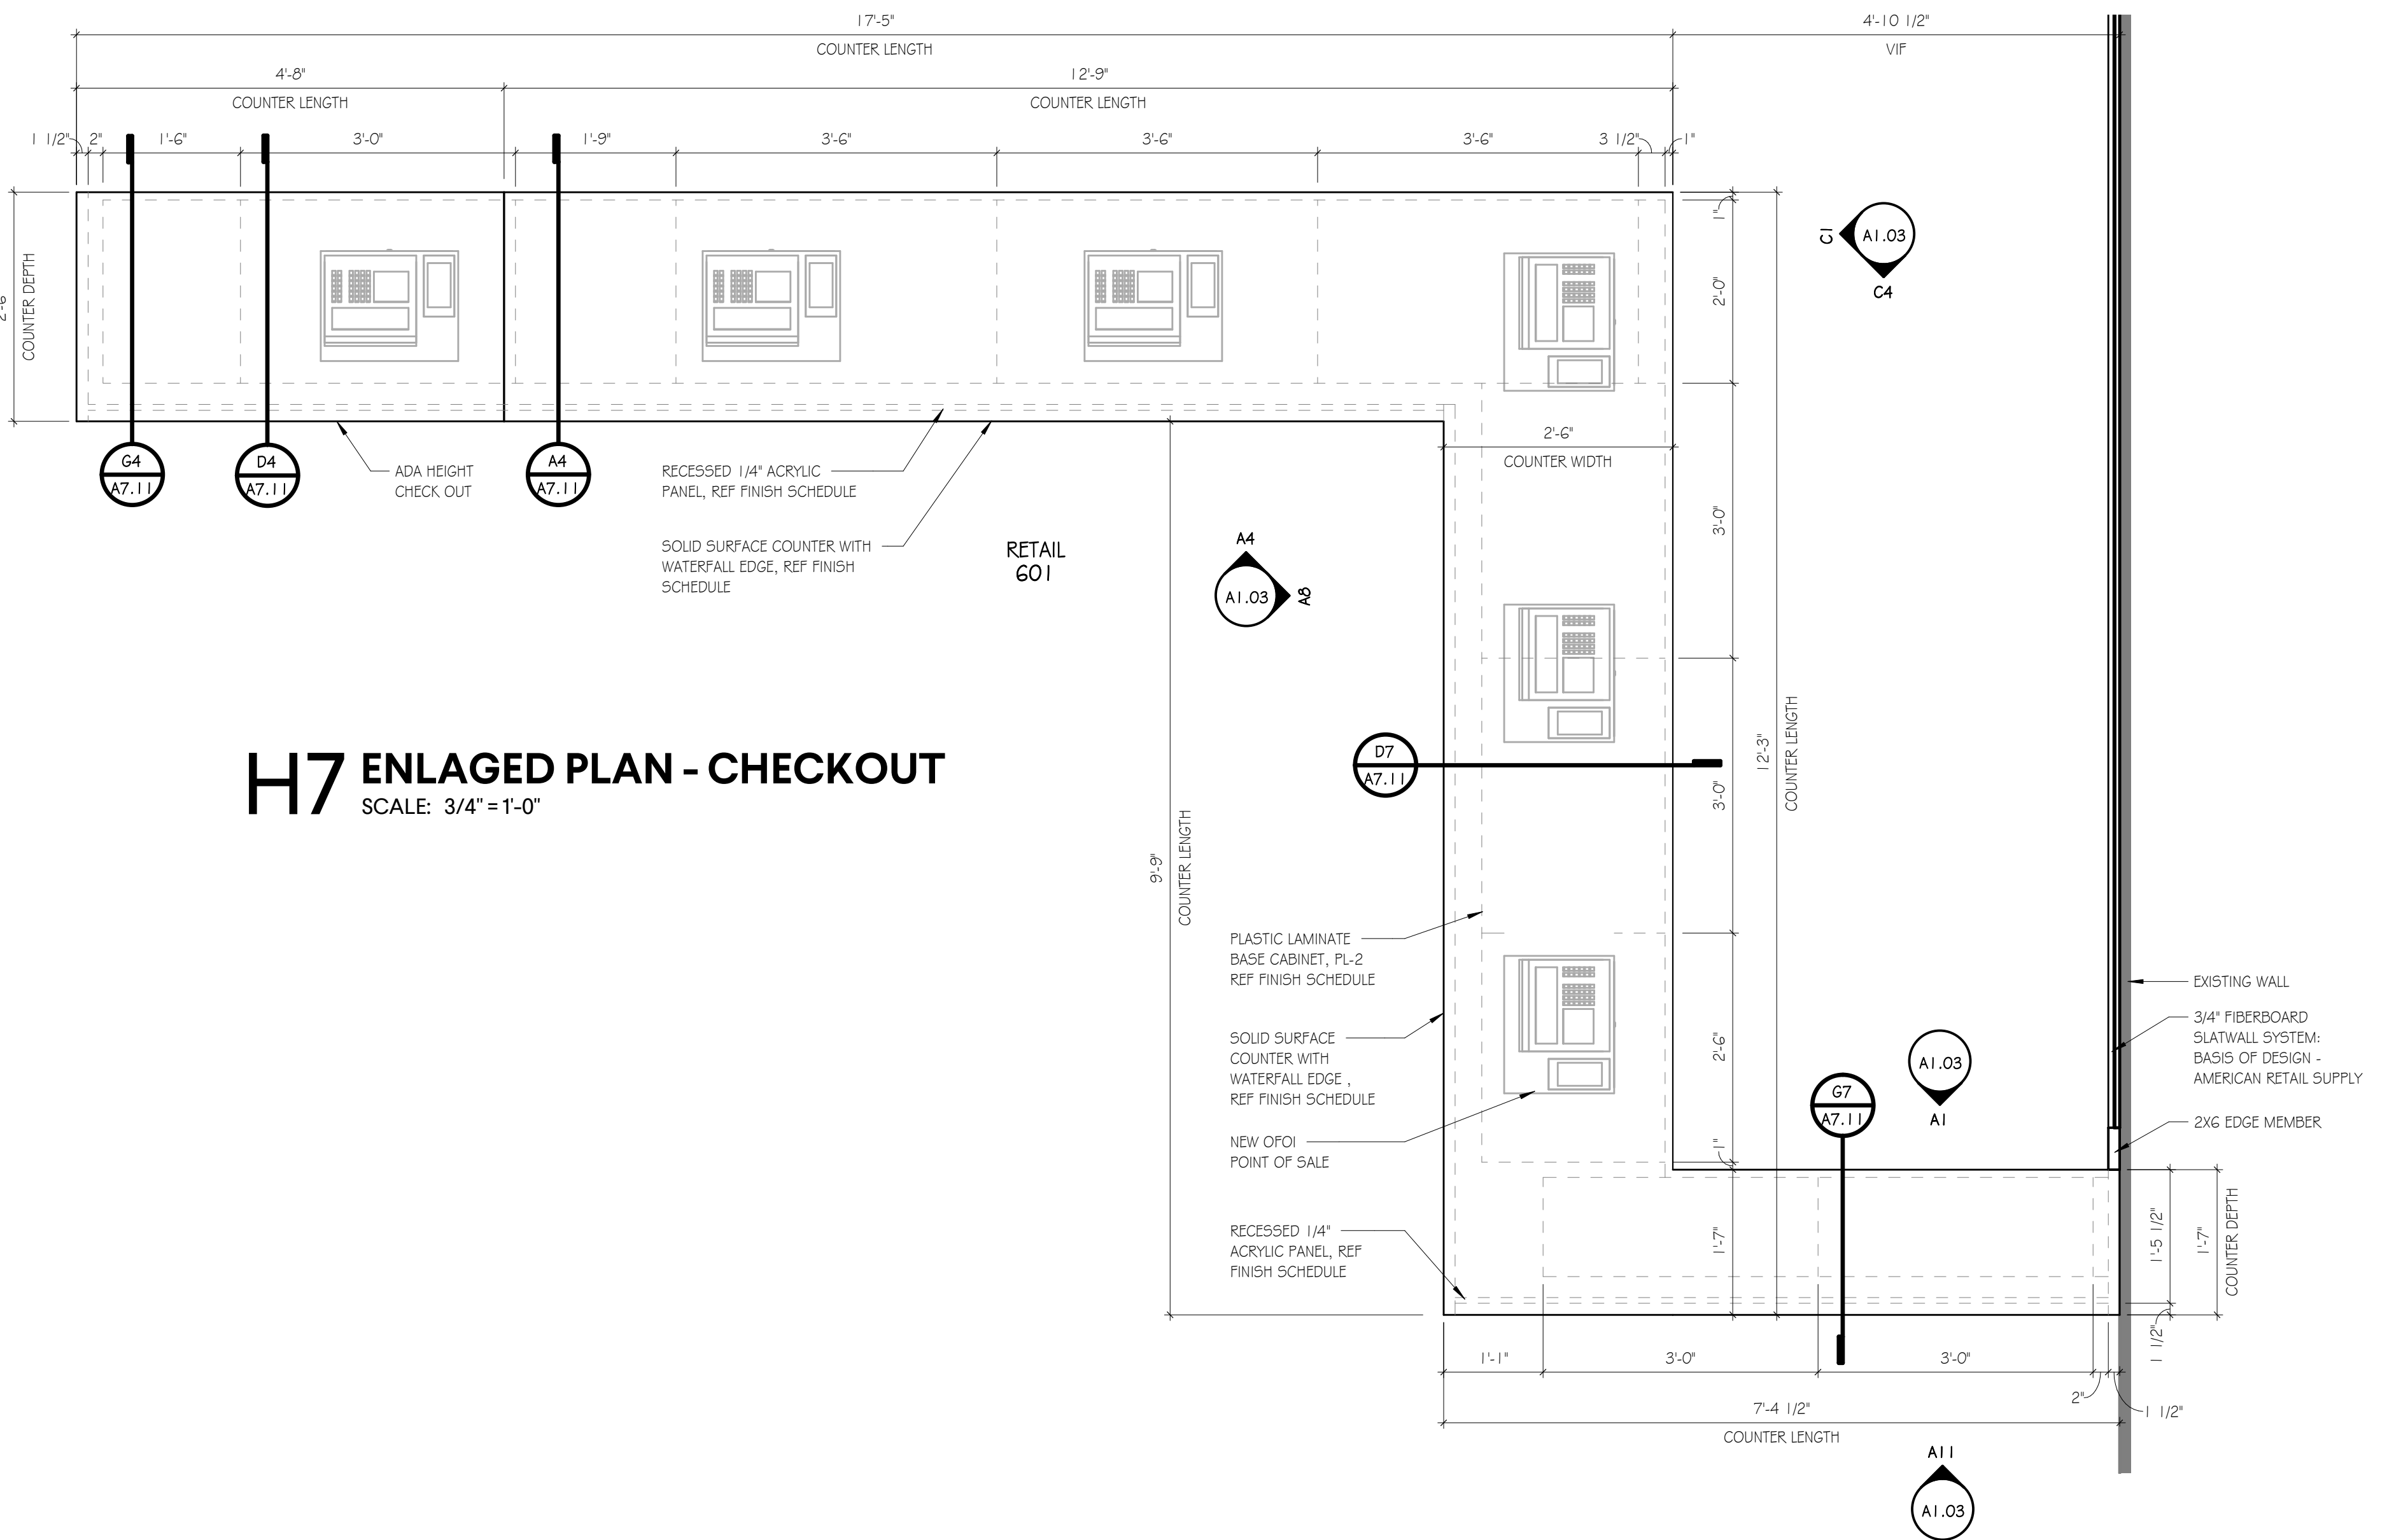 17'-5"
COUNTER LENGTH
4'-10 1/2"
VIF
4'-8"
COUNTER LENGTH
12'-9"
COUNTER LENGTH
1 1/2"
2"
1'-6"
3'-0"
1'-9"
3'-6"
3'-6"
3'-6"
3 1/2"
1"
COUNTER DEPTH
1"
2'-0"
C1
A1.03
C4
G4
A7.11
D4
A7.11
ADA HEIGHT
CHECK OUT
A4
A7.11
RECESSED 1/4" ACRYLIC
PANEL, REF FINISH SCHEDULE
SOLID SURFACE COUNTER WITH
WATERFALL EDGE, REF FINISH
SCHEDULE
RETAIL
601
A4
A1.03
A8
2'-6"
COUNTER WIDTH
3'-0"
H7 ENLAGED PLAN - CHECKOUT
SCALE: 3/4" = 1'-0"
D7
A7.11
3'-0"
12'-3"
COUNTER LENGTH
9'-9"
COUNTER LENGTH
PLASTIC LAMINATE
BASE CABINET, PL-2
REF FINISH SCHEDULE
SOLID SURFACE
COUNTER WITH
WATERFALL EDGE ,
REF FINISH SCHEDULE
NEW OFOI
POINT OF SALE
RECESSED 1/4"
ACRYLIC PANEL, REF
FINISH SCHEDULE
2'-6"
1"
1'-7"
G7
A7.11
A1.03
A1
EXISTING WALL
3/4" FIBERBOARD
SLATWALL SYSTEM:
BASIS OF DESIGN -
AMERICAN RETAIL SUPPLY
2X6 EDGE MEMBER
1'-5 1/2"
1'-7"
COUNTER DEPTH
1 1/2"
1'-1"
3'-0"
3'-0"
2"
1 1/2"
7'-4 1/2"
COUNTER LENGTH
A11
A1.03